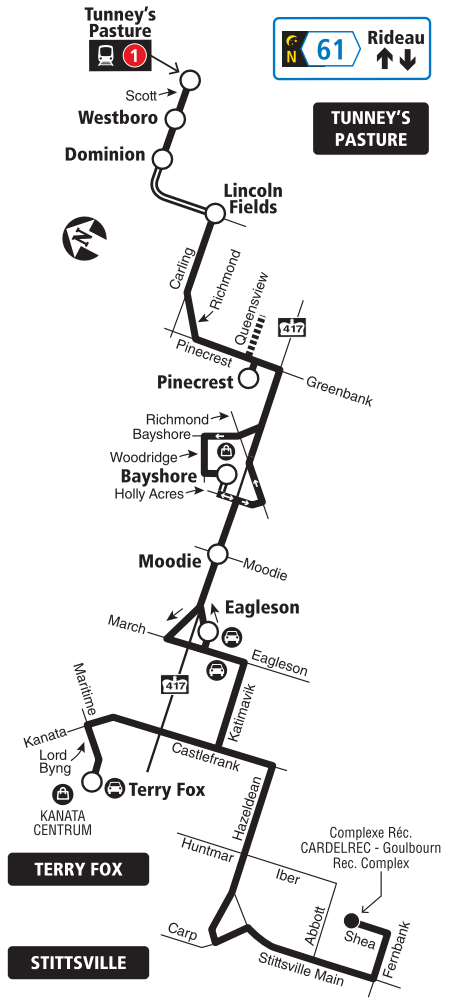 Tunney's
Pasture
1
N
61
Rideau
TUNNEY'S
PASTURE
Scott
Westboro
Dominion
Lincoln
Fields
N
Carling
Richmond
Queensview
417
Pinecrest
Pinecrest
Greenbank
Richmond
Bayshore
Woodridge
Bayshore
Holly Acres
Moodie
Moodie
Eagleson
March
Eagleson
417
Maritime
Katimavik
Kanata
Lord
Byng
Castlefrank
Terry Fox
KANATA
CENTRUM
Hazeldean
Complexe Réc.
CARDELREC - Goulbourn
Rec. Complex
Huntmar
TERRY FOX
Iber
Abbott
Shea
Fernbank
Carp
Stittsville Main
STITTSVILLE